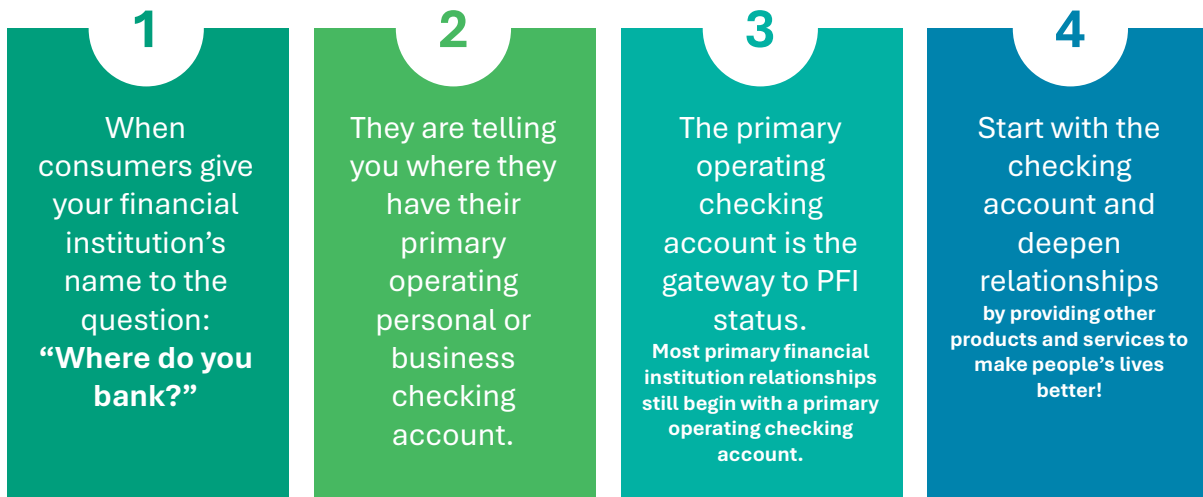 1
When
consumers give
your financial
institution’s
name to the
question:
“Where do you
bank?”
2
They are telling
you where they
have their
primary
operating
personal or
business
checking
account.
3
The primary
operating
checking
account is the
gateway to PFI
status.
Most primary financial
institution relationships
still begin with a primary
operating checking
account.
4
Start with the
checking
account and
deepen
relationships
by providing other
products and services to
make people’s lives
better!